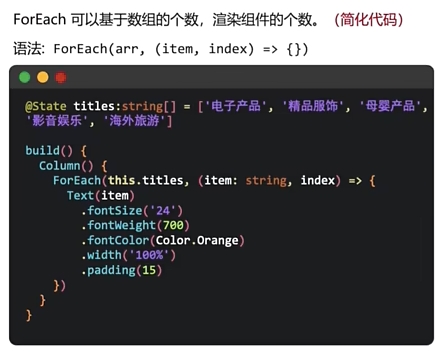 ForEach 可以基于数组的个数，渲染组件的个数。（简化代码）
语法: ForEach(arr, (item, index) => {})
@State titles:string[] = ['电子产品', '精品服饰', '母婴产品',
'影音娱乐', '海外旅游']
build() {
Column() {
ForEach(this.titles, (item: string, index) => {
Text(item)
.fontSize('24')
.fontWeight(700)
.fontColor(Color.Orange)
.width('100%')
.padding(15)
})
}
}